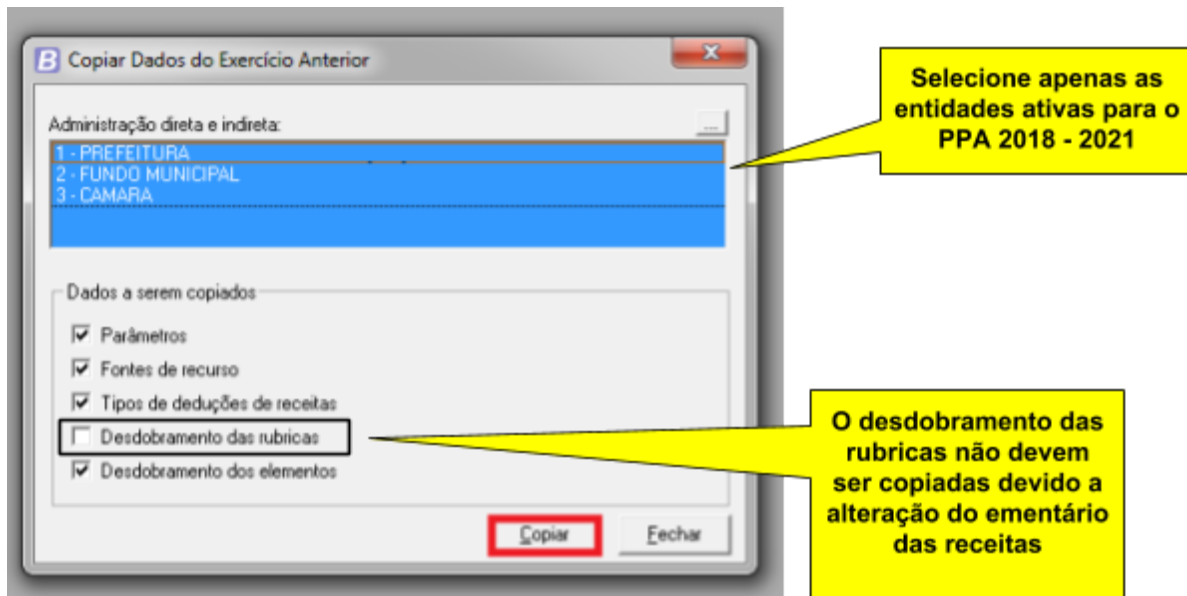 B Copiar Dados do Exercício Anterior
X
Selecione apenas as
entidades ativas para o
PPA 2018 - 2021
Administração direta e indireta:
...
1 - PREFEITURA
2 - FUNDO MUNICIPAL
3 - CAMARA
Dados a serem copiados
Parâmetros
Fontes de recurso
Tipos de deduções de receitas
Desdobramento das rubricas
Desdobramento dos elementos
O desdobramento das
rubricas não devem
ser copiadas devido a
alteração do ementário
das receitas
Copiar
Fechar